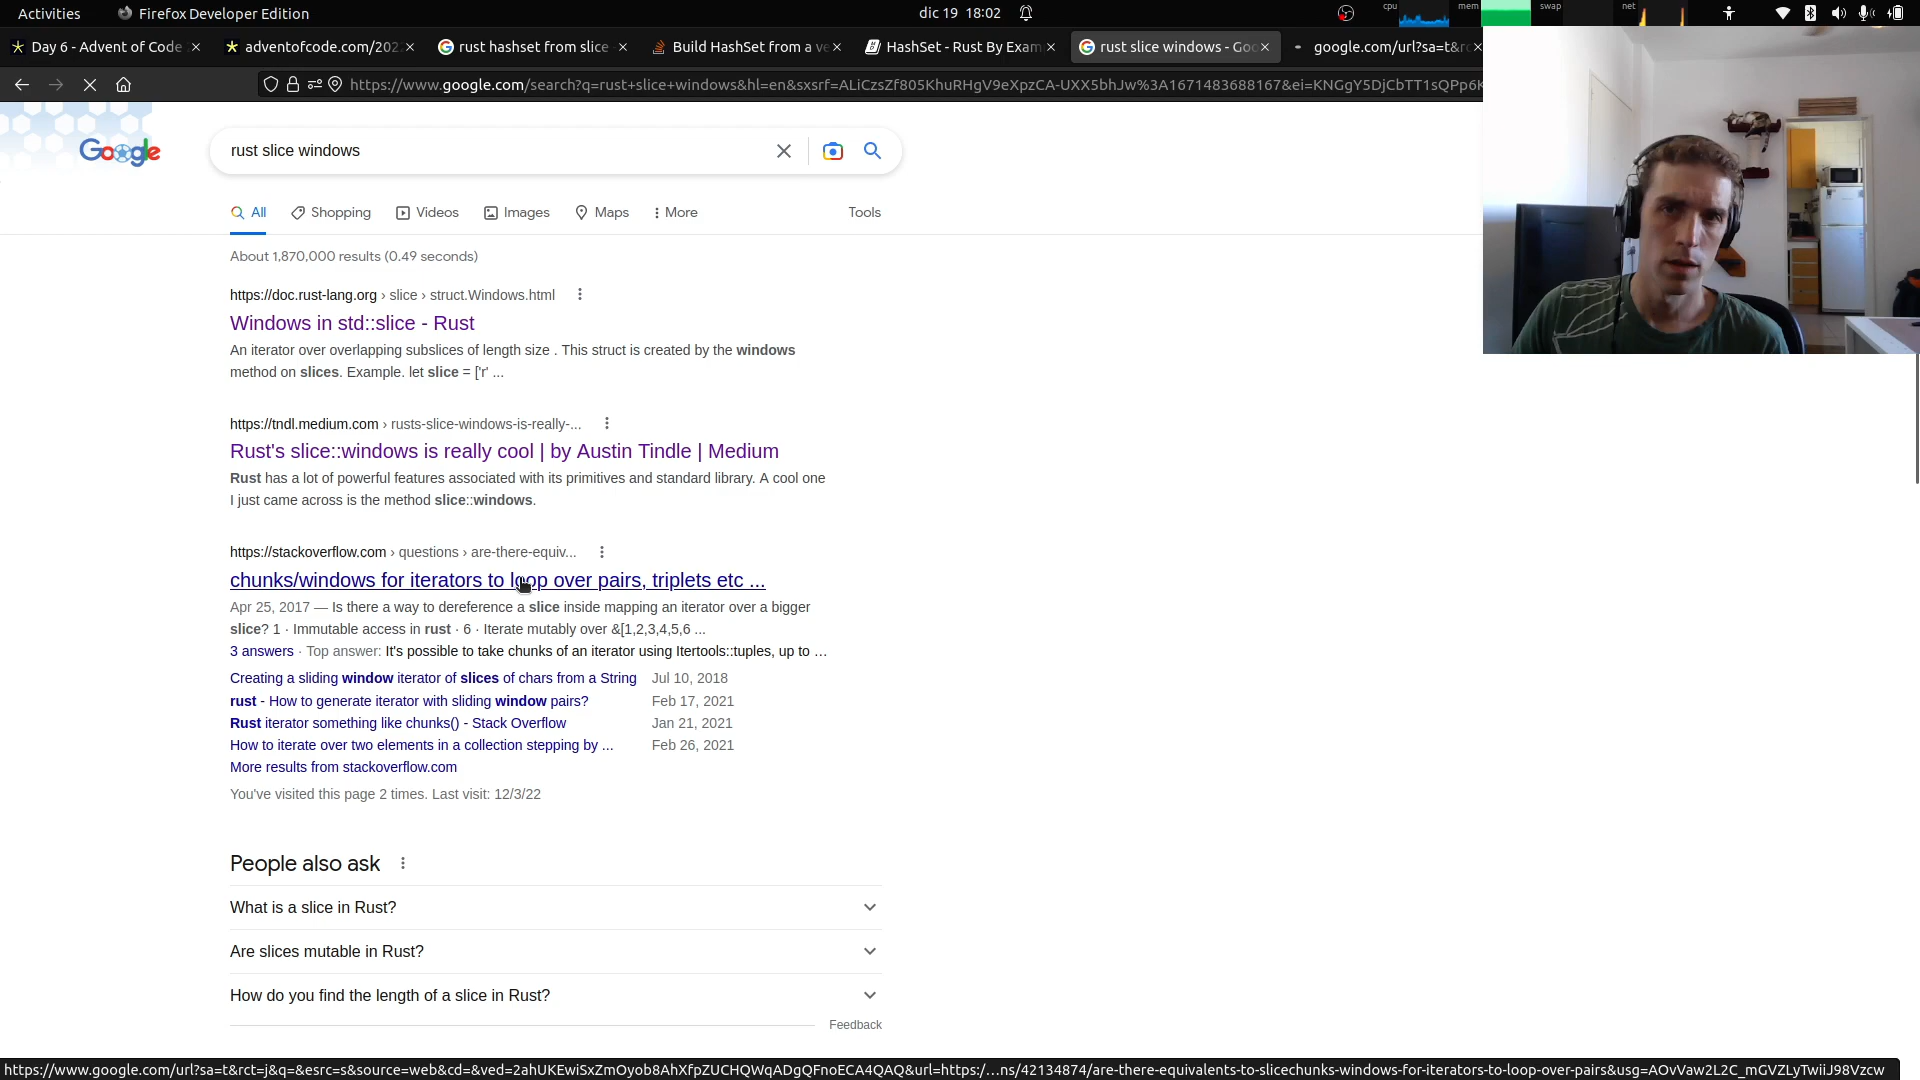 Activities
Firefox Developer Edition
dic 19 18:02
cpu
mem
swap
net
Day 6 - Advent of Code
adventofcode.com/202
rust hashset from slice
Build HashSet from a ve
HashSet - Rust By Exam
rust slice windows - Goo
google.com/url?sa=t&rc
https://www.google.com/search?q=rust+slice+windows&hl=en&sxsrf=ALiCzsZf805KhuRHgV9eXpzCA-UXX5bhJw%3A1671483688167&ei=KNGgY5DjCbTT1sQPp6K
Google
rust slice windows
All
Shopping
Videos
Images
Maps
More
Tools
About 1,870,000 results (0.49 seconds)
https://doc.rust-lang.org › slice › struct.Windows.html
Windows in std::slice - Rust
An iterator over overlapping subslices of length size . This struct is created by the windows
method on slices. Example. let slice = ['r' ...
https://tndl.medium.com › rusts-slice-windows-is-really-...
Rust's slice::windows is really cool | by Austin Tindle | Medium
Rust has a lot of powerful features associated with its primitives and standard library. A cool one
I just came across is the method slice::windows.
https://stackoverflow.com › questions › are-there-equiv...
chunks/windows for iterators to loop over pairs, triplets etc ...
Apr 25, 2017 — Is there a way to dereference a slice inside mapping an iterator over a bigger
slice? 1 · Immutable access in rust · 6 · Iterate mutably over &[1,2,3,4,5,6 ...
3 answers · Top answer: It's possible to take chunks of an iterator using Itertools::tuples, up to …
Creating a sliding window iterator of slices of chars from a String Jul 10, 2018
rust - How to generate iterator with sliding window pairs? Feb 17, 2021
Rust iterator something like chunks() - Stack Overflow Jan 21, 2021
How to iterate over two elements in a collection stepping by ... Feb 26, 2021
More results from stackoverflow.com
You've visited this page 2 times. Last visit: 12/3/22
People also ask
What is a slice in Rust?
Are slices mutable in Rust?
How do you find the length of a slice in Rust?
Feedback
https://www.google.com/url?sa=t&rct=j&q=&esrc=s&source=web&cd=&ved=2ahUKEwiSxZmOyob8AhXfpZUCHQWqADgQFnoECA4QAQ&url=https:/…ns/42134874/are-there-equivalents-to-slicechunks-windows-for-iterators-to-loop-over-pairs&usg=AOvVaw2L2C_mGVZLyTwiiJ98Vzcw